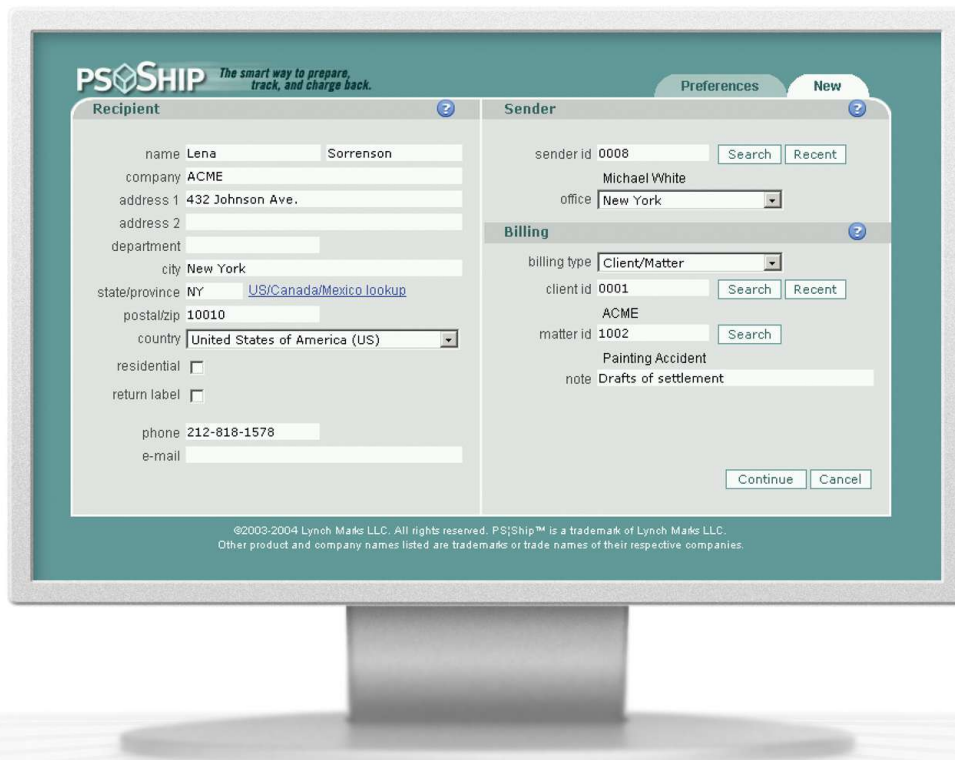 PS Ship The smart way to prepare,
track, and charge back.
Preferences New
Recipient ?
name Lena Sorrenson
company ACME
address 1 432 Johnson Ave.
address 2
department
city New York
state/province NY US/Canada/Mexico lookup
postal/zip 10010
country United States of America (US)
residential
return label
phone 212-818-1578
e-mail
Sender ?
sender id 0008 Search Recent
Michael White
office New York
Billing ?
billing type Client/Matter
client id 0001 Search Recent
ACME
matter id 1002 Search
Painting Accident
note Drafts of settlement
Continue Cancel
©2003-2004 Lynch Marks LLC. All rights reserved. PS¦Ship™ is a trademark of Lynch Marks LLC.
Other product and company names listed are trademarks or trade names of their respective companies.